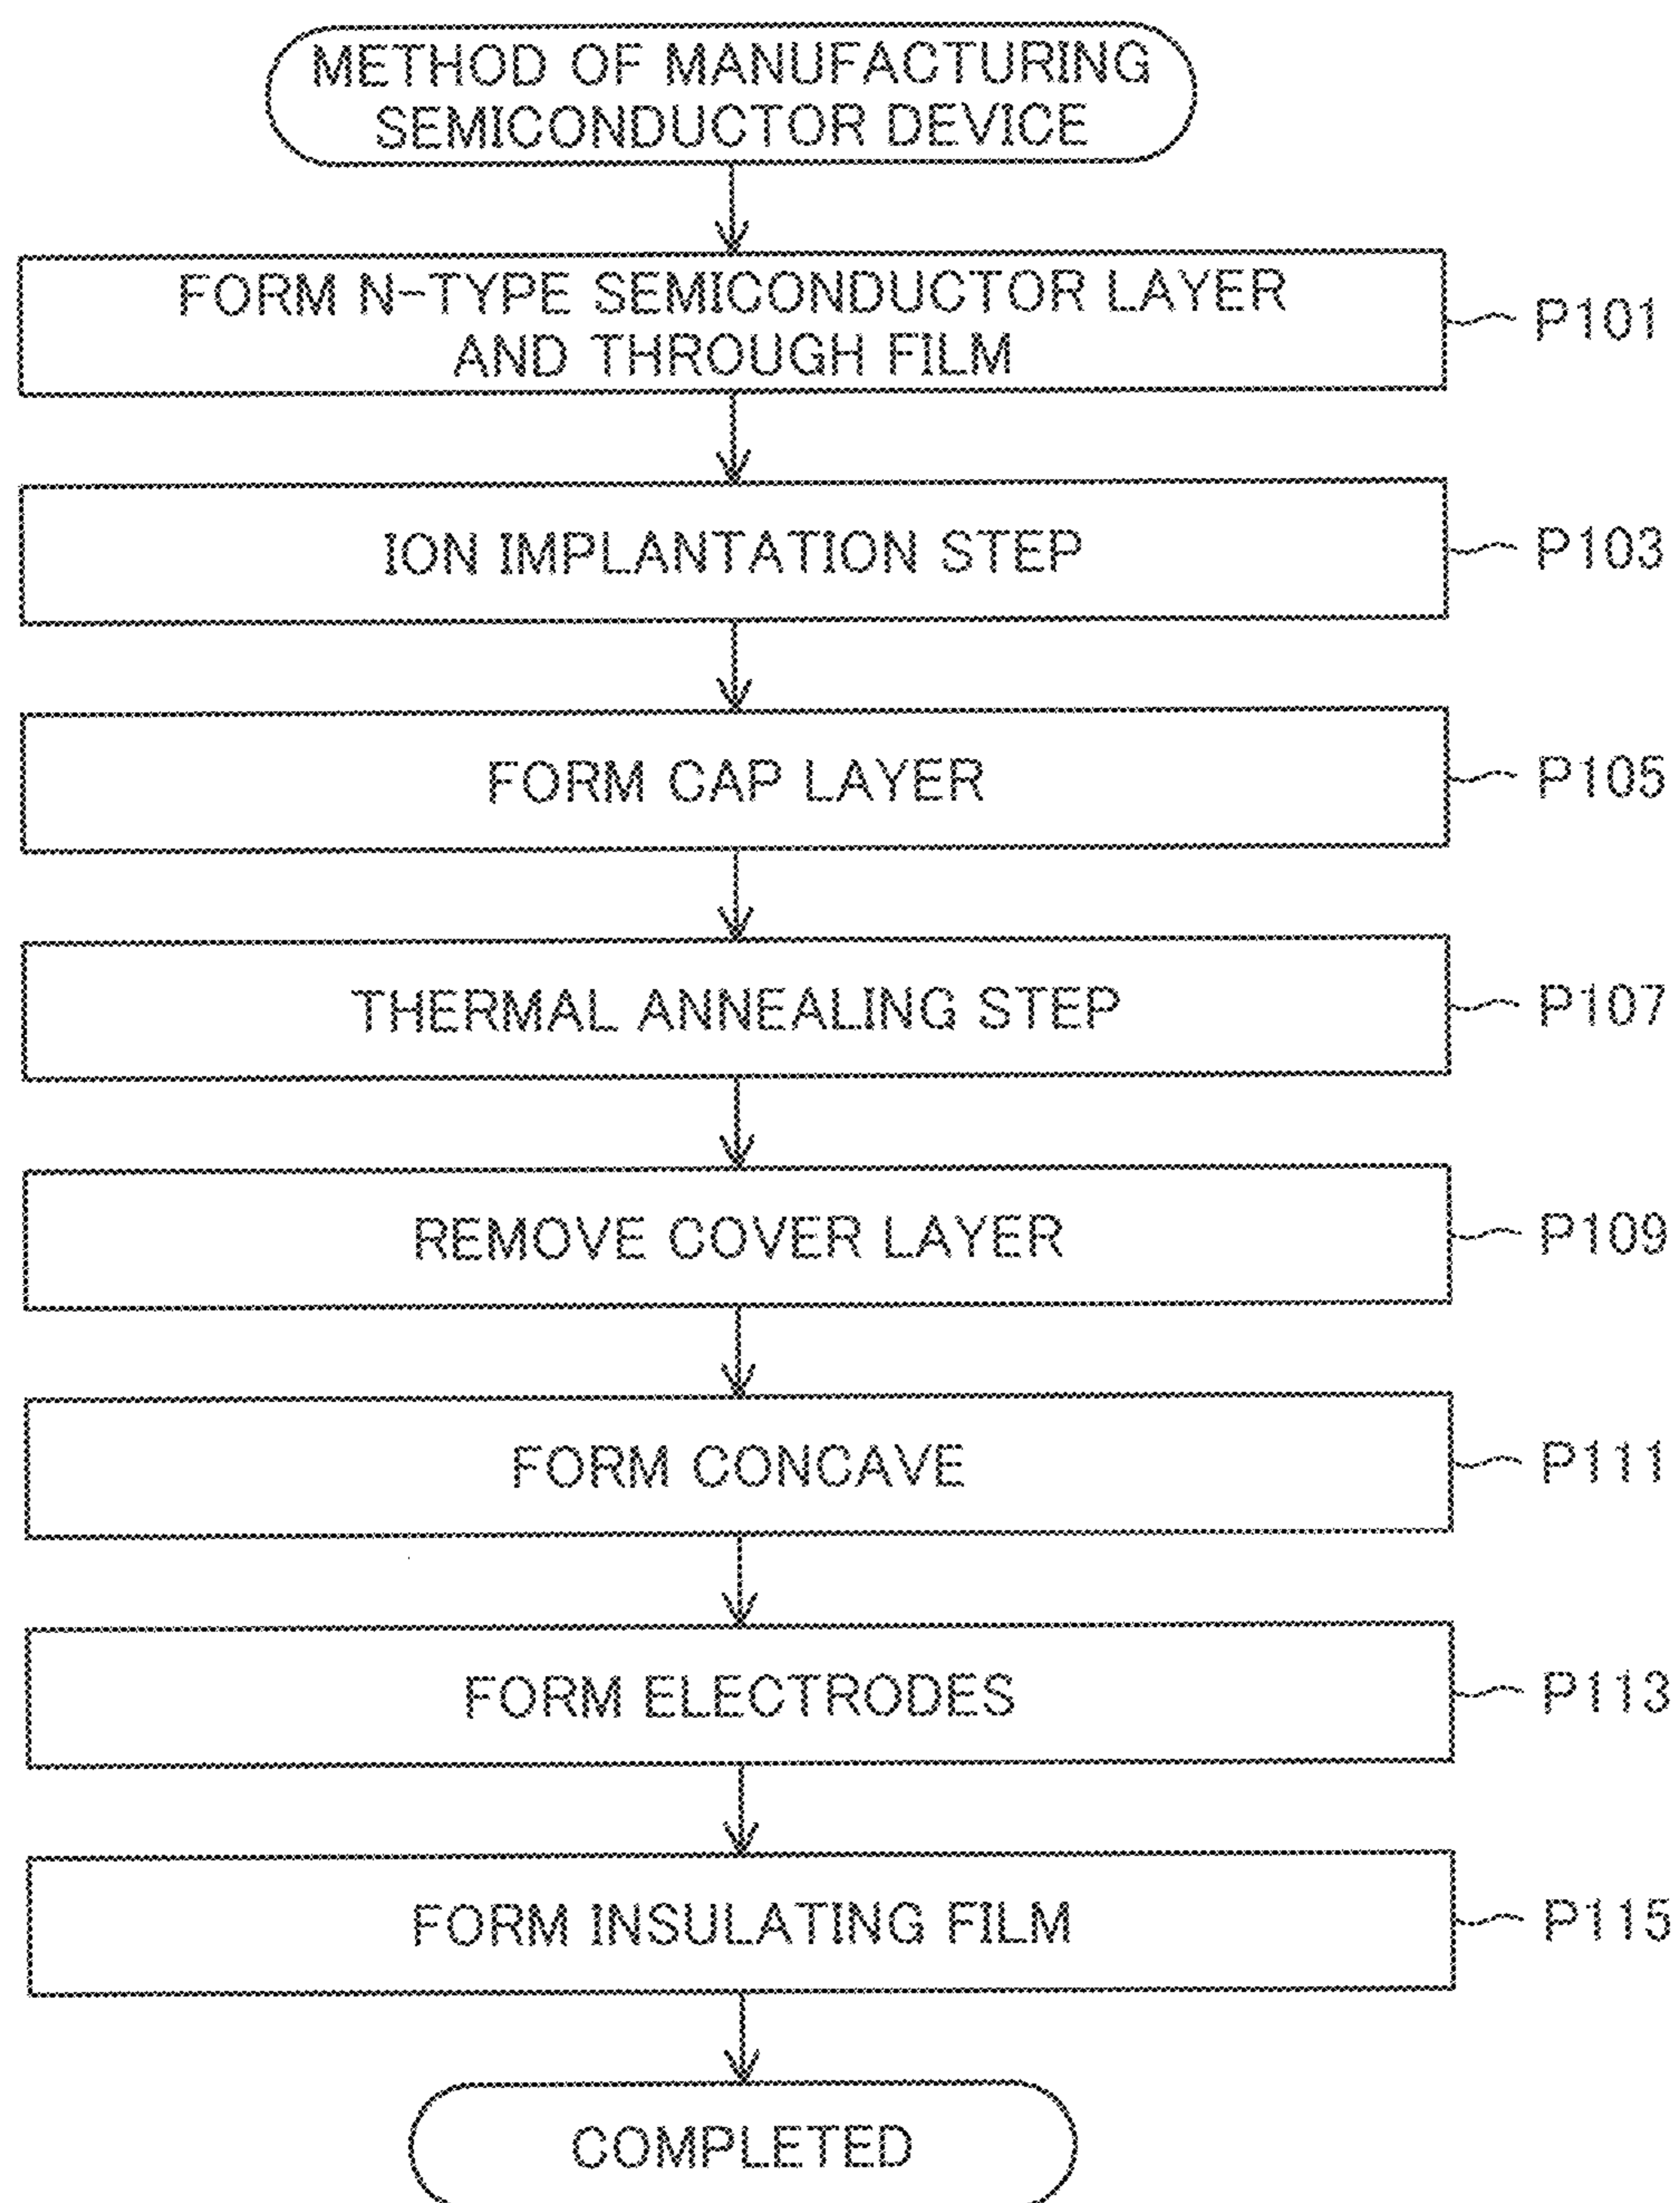 METHOD OF MANUFACTURING
SEMICONDUCTOR DEVICE
FORM N-TYPE SEMICONDUCTOR LAYER
AND THROUGH FILM
P101
ION IMPLANTATION STEP
P103
FORM CAP LAYER
P105
THERMAL ANNEALING STEP
P107
REMOVE COVER LAYER
P109
FORM CONCAVE
P111
FORM ELECTRODES
P113
FORM INSULATING FILM
P115
COMPLETED